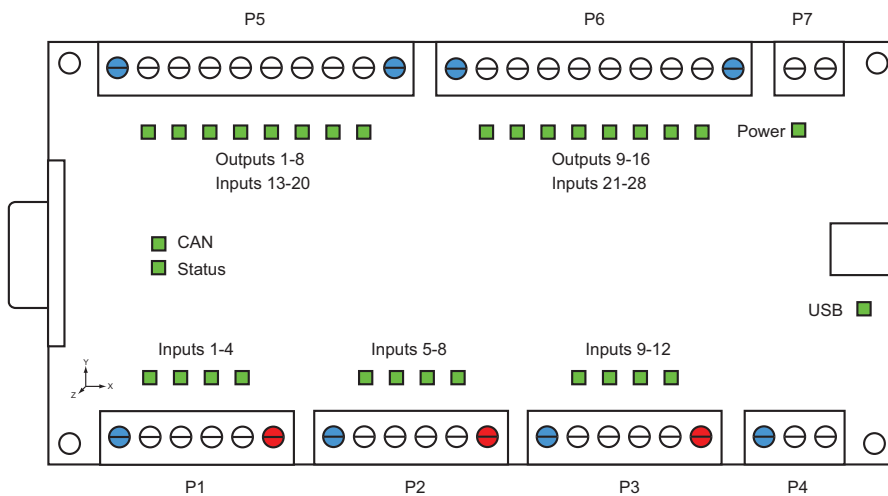 P5
P6
P7
Power
Outputs 1-8
Inputs 13-20
Outputs 9-16
Inputs 21-28
CAN
Status
USB
Inputs 1-4
Inputs 5-8
Inputs 9-12
Y
Z
X
P1
P2
P3
P4